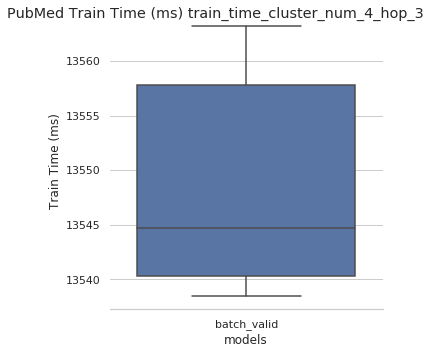 PubMed Train Time (ms) train_time_cluster_num_4_hop_3
13560
13555
13550
13545
13540
Train Time (ms)
batch_valid
models